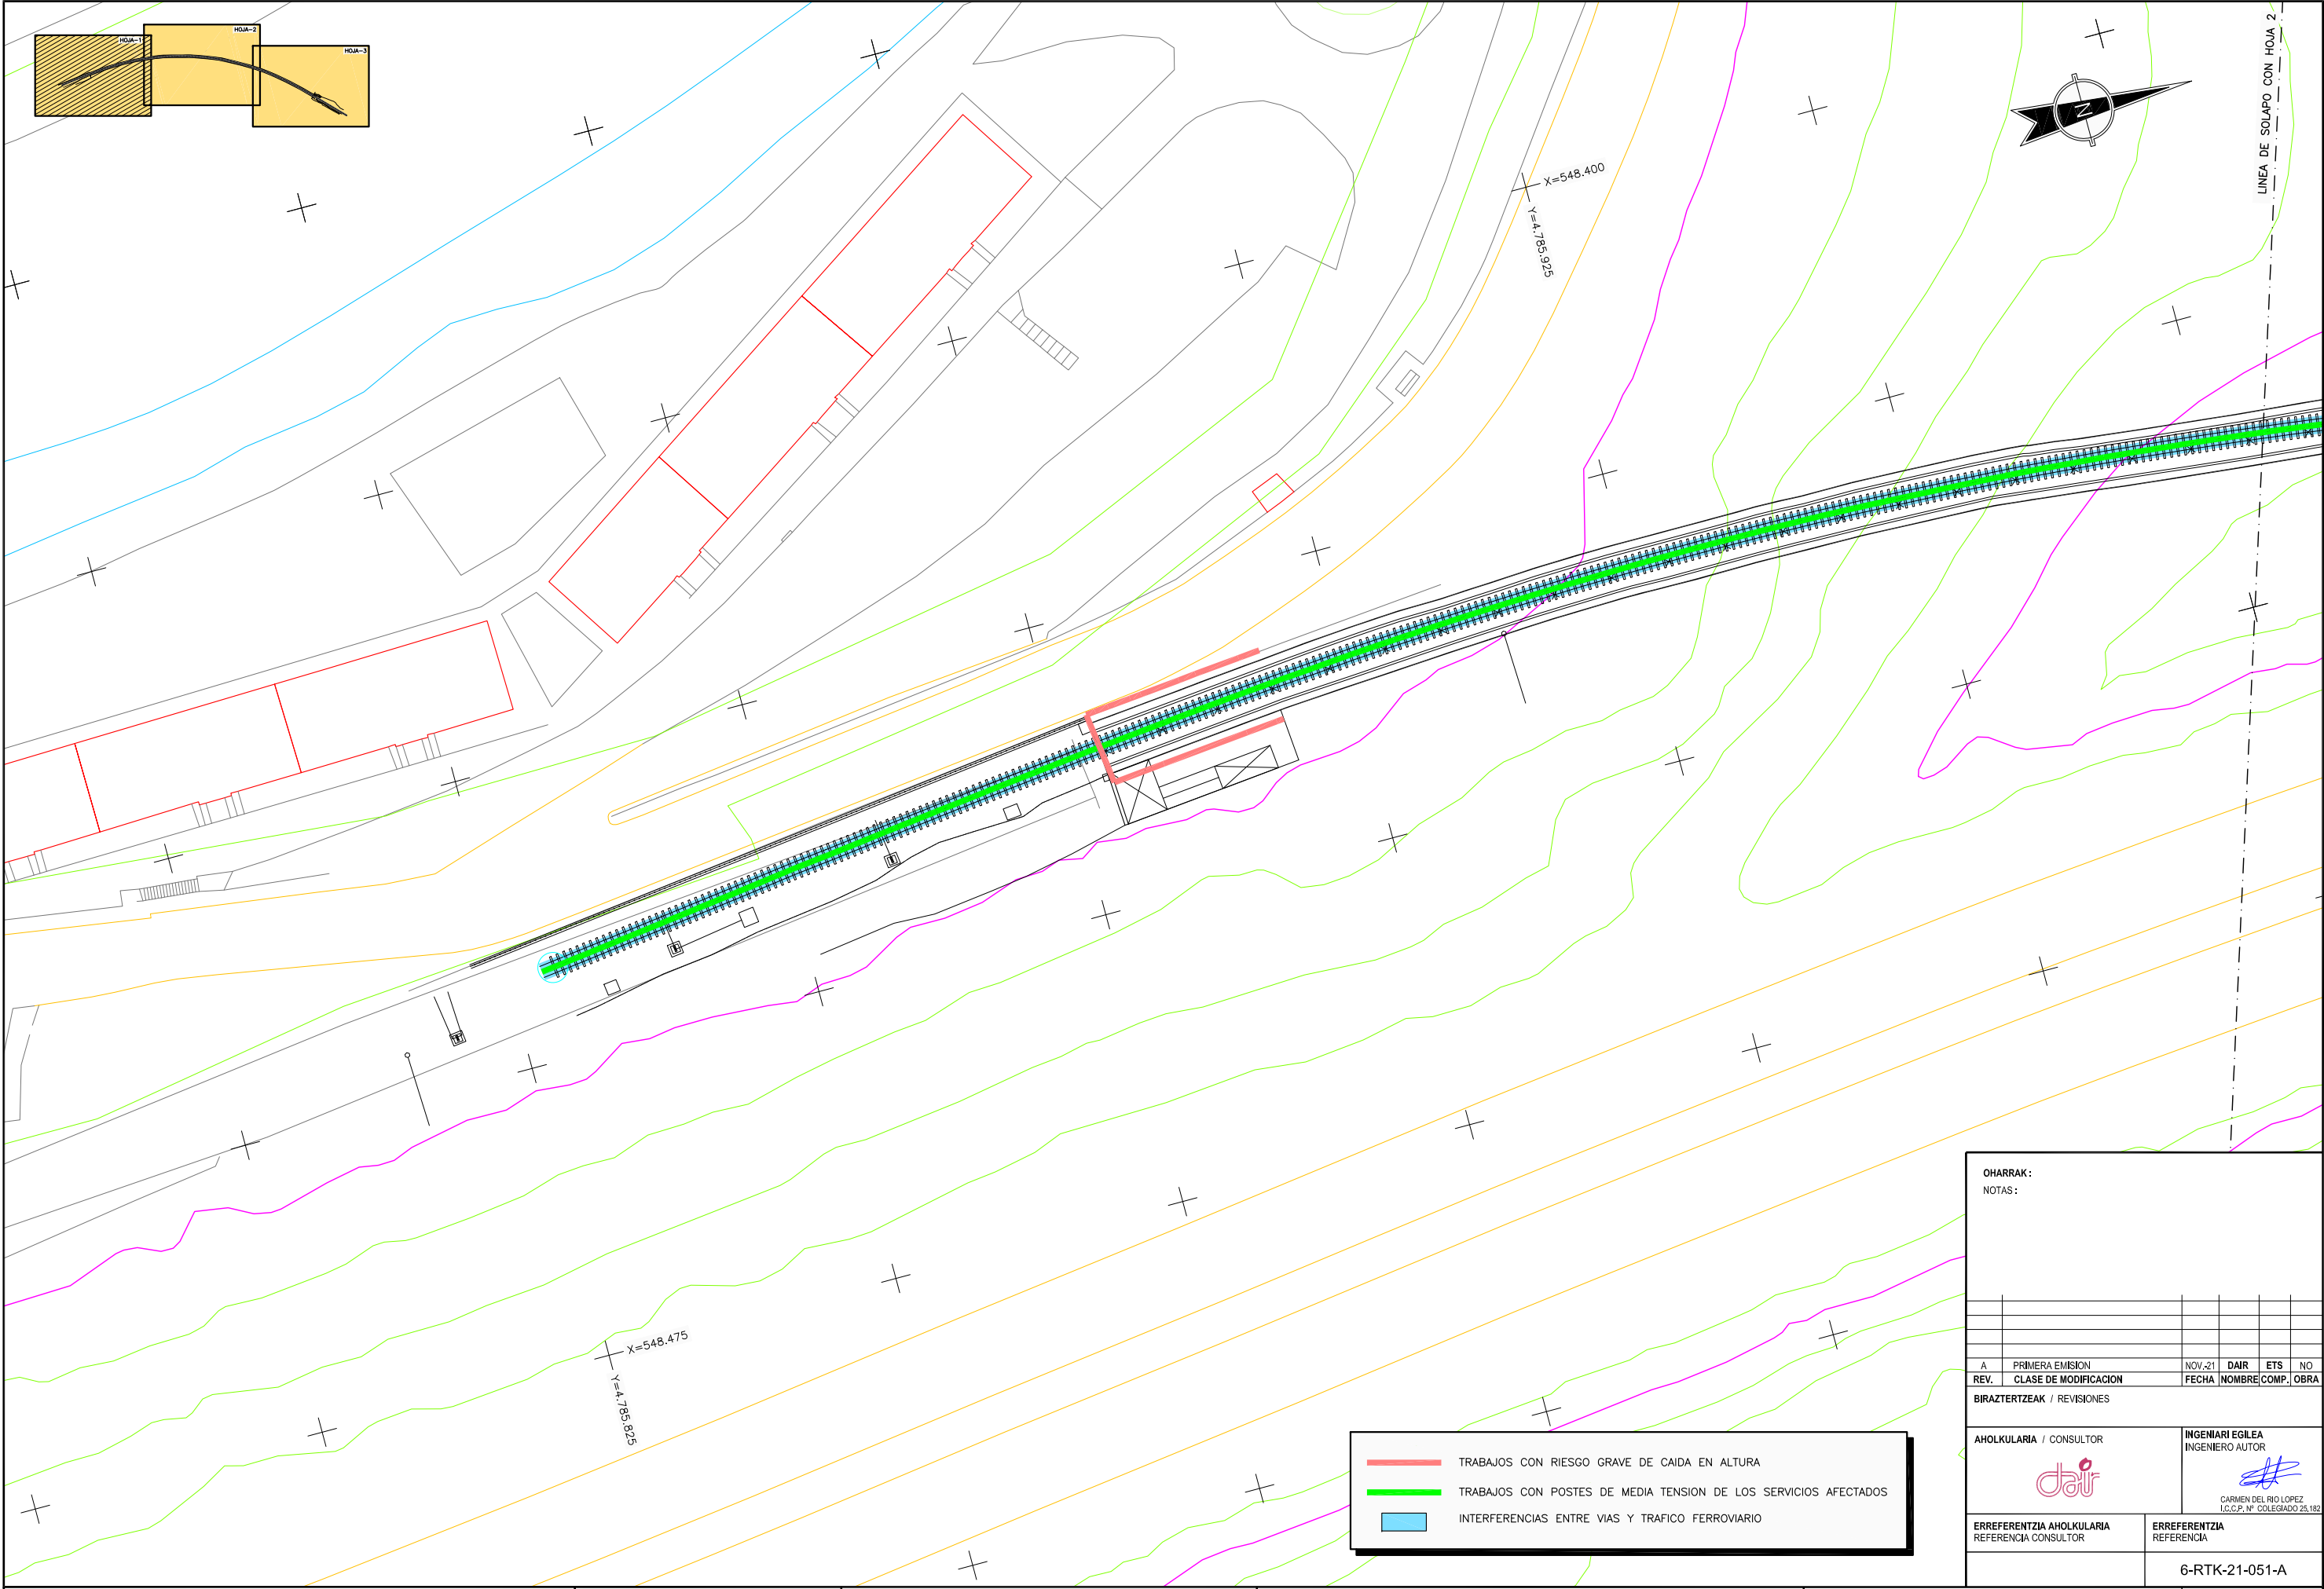 HOJA-1
HOJA-2
HOJA-3
LINEA DE SOLAPO CON HOJA 2
N
X=548.400
Y=4.785.925
X=548.475
Y=4.785.825
TRABAJOS CON RIESGO GRAVE DE CAIDA EN ALTURA
TRABAJOS CON POSTES DE MEDIA TENSION DE LOS SERVICIOS AFECTADOS
INTERFERENCIAS ENTRE VIAS Y TRAFICO FERROVIARIO
OHARRAK :
NOTAS :
A PRIMERA EMISION NOV.-21 DAIR ETS NO
REV. CLASE DE MODIFICACION FECHA NOMBRE COMP. OBRA
BIRAZTERTZEAK / REVISIONES
AHOLKULARIA / CONSULTOR
dair
INGENIARI EGILEA
INGENIERO AUTOR
CARMEN DEL RIO LOPEZ
I.C.C.P. Nº COLEGIADO 25.182
ERREFERENTZIA AHOLKULARIA
REFERENCIA CONSULTOR
ERREFERENTZIA
REFERENCIA
6-RTK-21-051-A